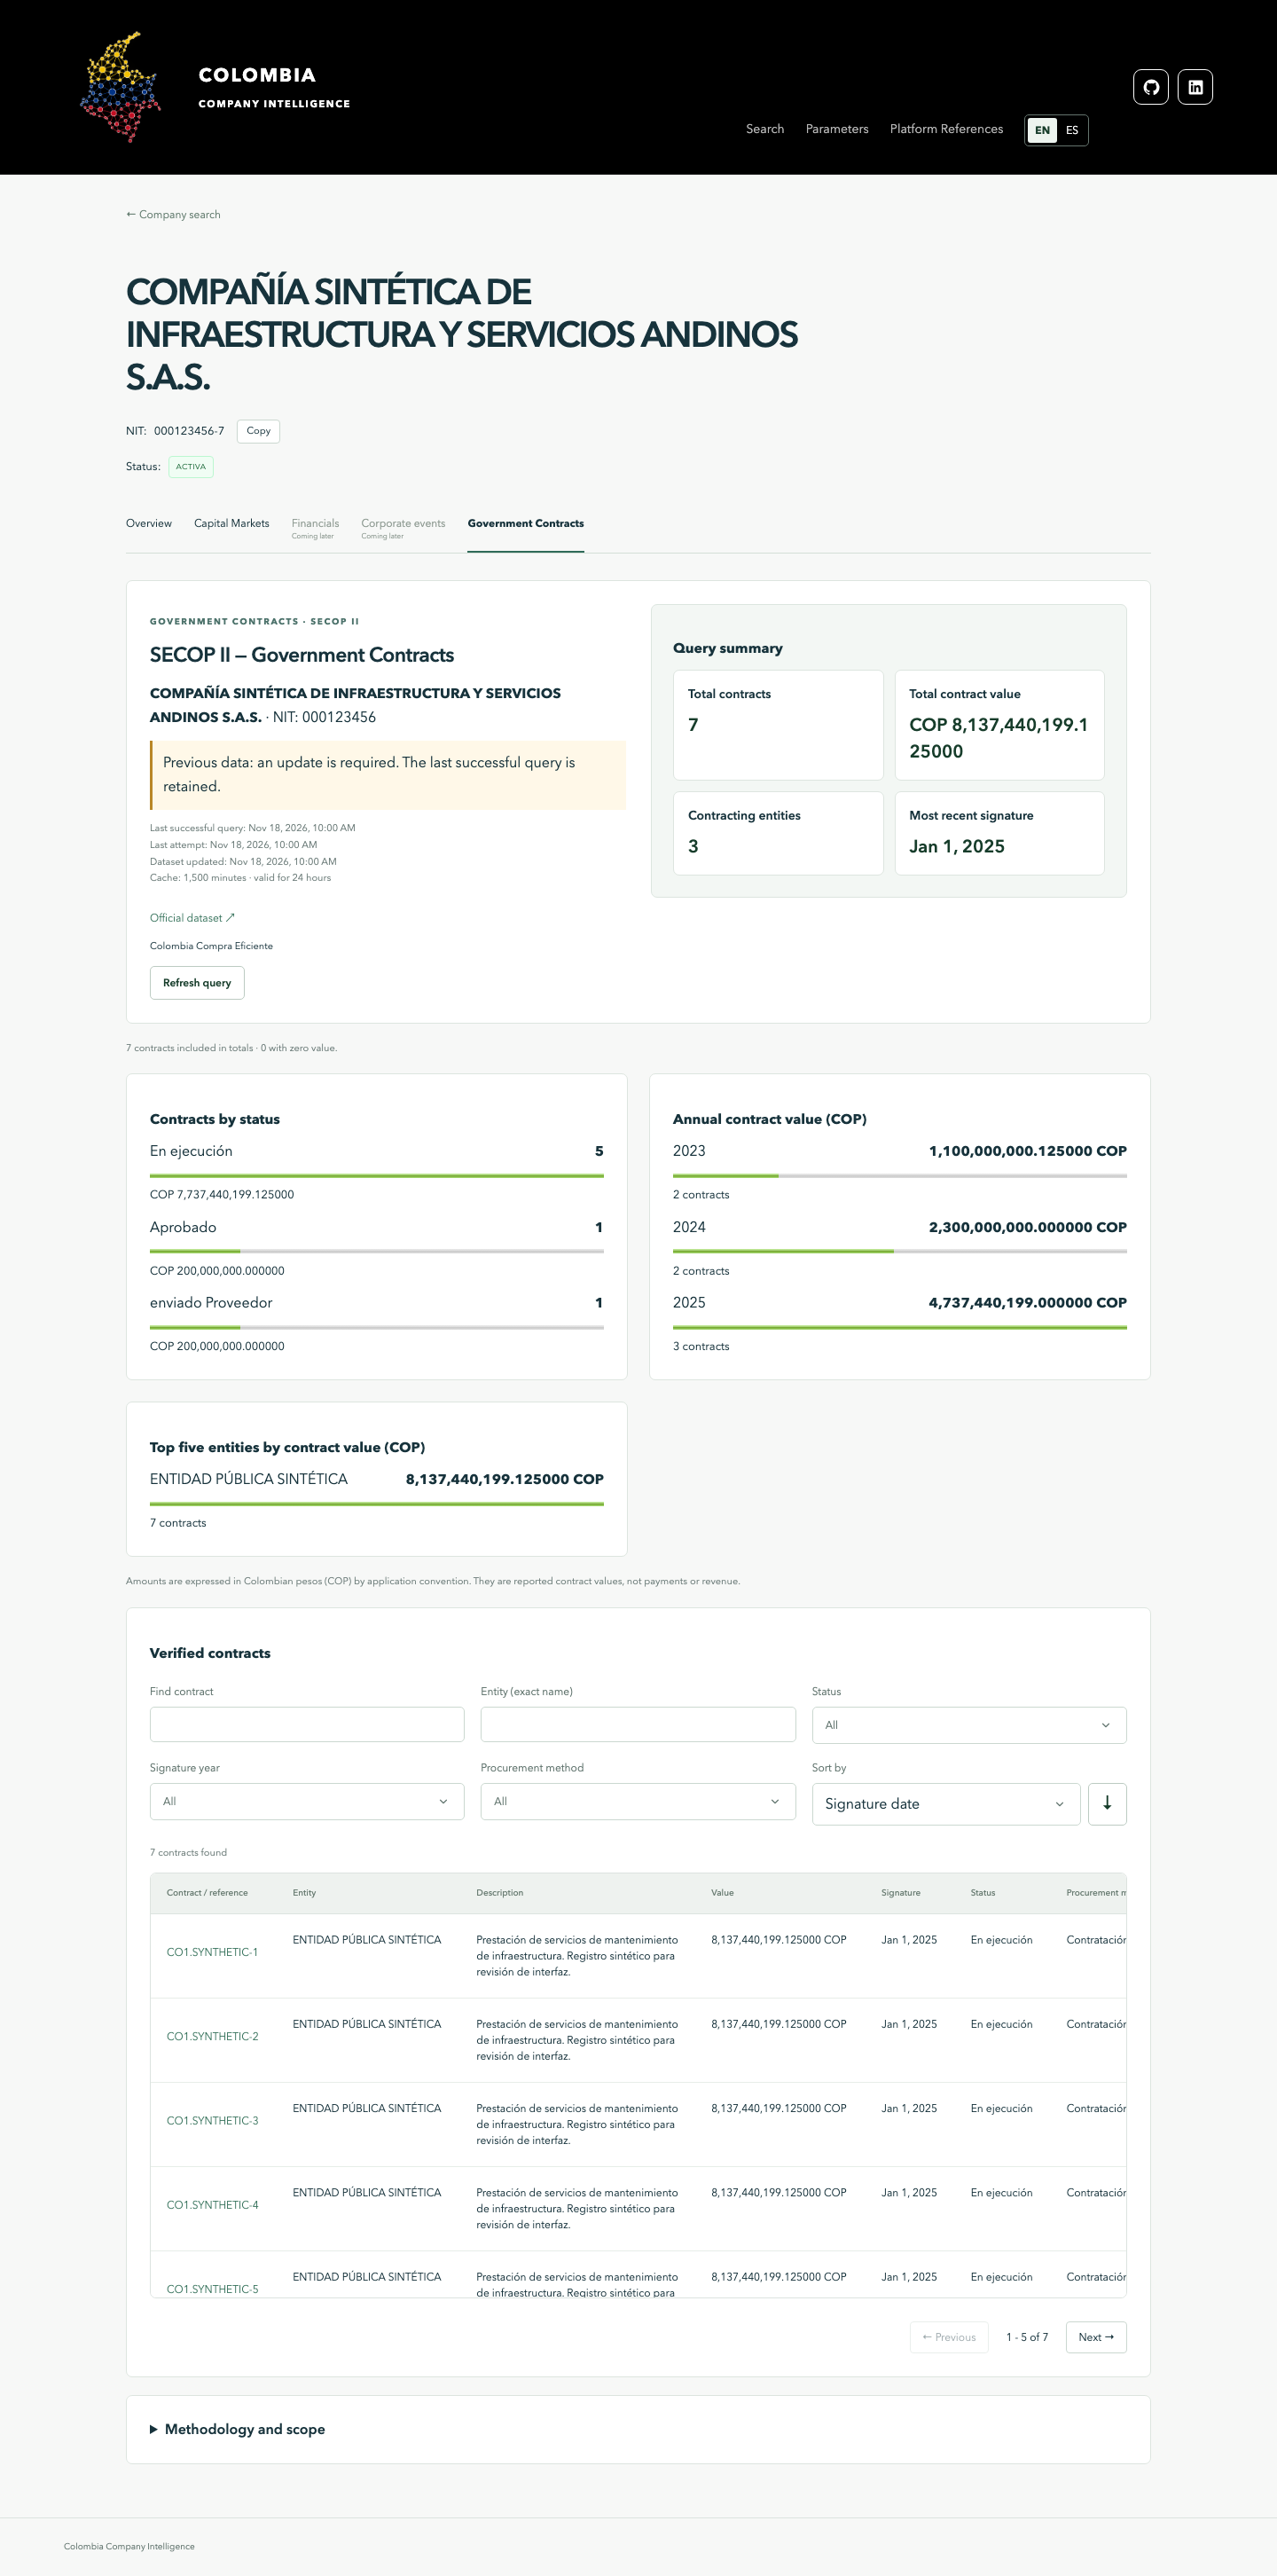 COLOMBIA
COMPANY INTELLIGENCE
Search Parameters Platform References EN ES
← Company search
COMPAÑÍA SINTÉTICA DE
INFRAESTRUCTURA Y SERVICIOS ANDINOS
S.A.S.
NIT: 000123456-7 Copy
Status: ACTIVA
Overview Capital Markets Financials Corporate events Government Contracts
Coming later Coming later
GOVERNMENT CONTRACTS · SECOP II
SECOP II — Government Contracts
COMPAÑÍA SINTÉTICA DE INFRAESTRUCTURA Y SERVICIOS
ANDINOS S.A.S. · NIT: 000123456
Previous data: an update is required. The last successful query is
retained.
Last successful query: Nov 18, 2026, 10:00 AM
Last attempt: Nov 18, 2026, 10:00 AM
Dataset updated: Nov 18, 2026, 10:00 AM
Cache: 1,500 minutes · valid for 24 hours
Official dataset ↗
Colombia Compra Eficiente
Refresh query
Query summary
Total contracts
7
Total contract value
COP 8,137,440,199.1
25000
Contracting entities
3
Most recent signature
Jan 1, 2025
7 contracts included in totals · 0 with zero value.
Contracts by status
En ejecución 5
COP 7,737,440,199.125000
Aprobado 1
COP 200,000,000.000000
enviado Proveedor 1
COP 200,000,000.000000
Annual contract value (COP)
2023 1,100,000,000.125000 COP
2 contracts
2024 2,300,000,000.000000 COP
2 contracts
2025 4,737,440,199.000000 COP
3 contracts
Top five entities by contract value (COP)
ENTIDAD PÚBLICA SINTÉTICA 8,137,440,199.125000 COP
7 contracts
Amounts are expressed in Colombian pesos (COP) by application convention. They are reported contract values, not payments or revenue.
Verified contracts
Find contract Entity (exact name) Status
All
Signature year Procurement method Sort by
All All Signature date ↓
7 contracts found
Contract / reference Entity Description Value Signature Status Procurement m
CO1.SYNTHETIC-1 ENTIDAD PÚBLICA SINTÉTICA Prestación de servicios de mantenimiento 8,137,440,199.125000 COP Jan 1, 2025 En ejecución Contratación
de infraestructura. Registro sintético para
revisión de interfaz.
CO1.SYNTHETIC-2 ENTIDAD PÚBLICA SINTÉTICA Prestación de servicios de mantenimiento 8,137,440,199.125000 COP Jan 1, 2025 En ejecución Contratación
de infraestructura. Registro sintético para
revisión de interfaz.
CO1.SYNTHETIC-3 ENTIDAD PÚBLICA SINTÉTICA Prestación de servicios de mantenimiento 8,137,440,199.125000 COP Jan 1, 2025 En ejecución Contratación
de infraestructura. Registro sintético para
revisión de interfaz.
CO1.SYNTHETIC-4 ENTIDAD PÚBLICA SINTÉTICA Prestación de servicios de mantenimiento 8,137,440,199.125000 COP Jan 1, 2025 En ejecución Contratación
de infraestructura. Registro sintético para
revisión de interfaz.
CO1.SYNTHETIC-5 ENTIDAD PÚBLICA SINTÉTICA Prestación de servicios de mantenimiento 8,137,440,199.125000 COP Jan 1, 2025 En ejecución Contratación
de infraestructura. Registro sintético para
← Previous 1 - 5 of 7 Next →
▶ Methodology and scope
Colombia Company Intelligence